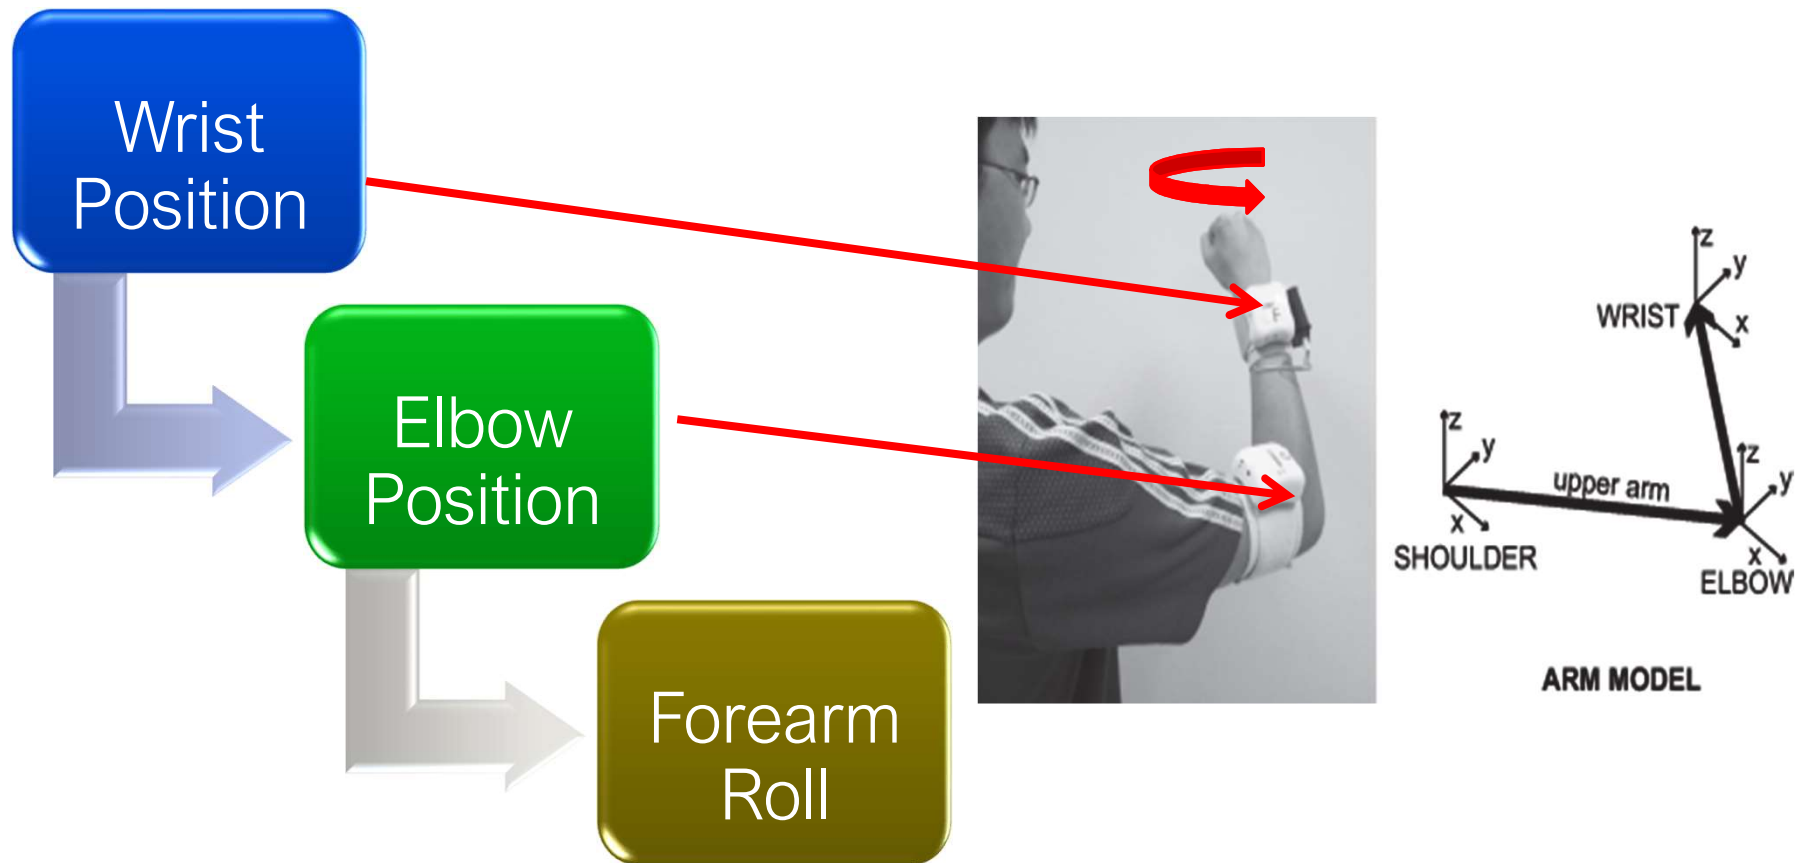 Wrist
Position
Elbow
Position
Forearm
Roll
F
z
y
WRIST
x
z
y
upper arm
x
SHOULDER
z
y
x
ELBOW
ARM MODEL